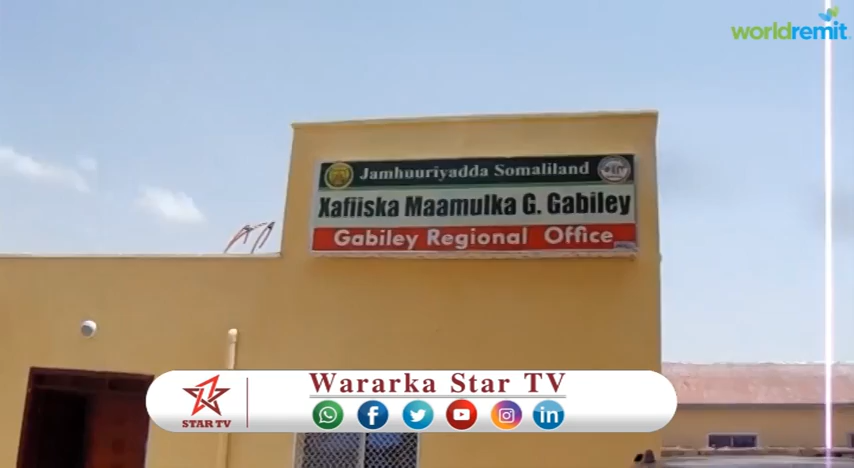 worldremit
Jamhuuriyadda Somaliland
Xafiiska Maamulka G. Gabiley
Gabiley Regional Office
Wararka Star TV
STAR TV